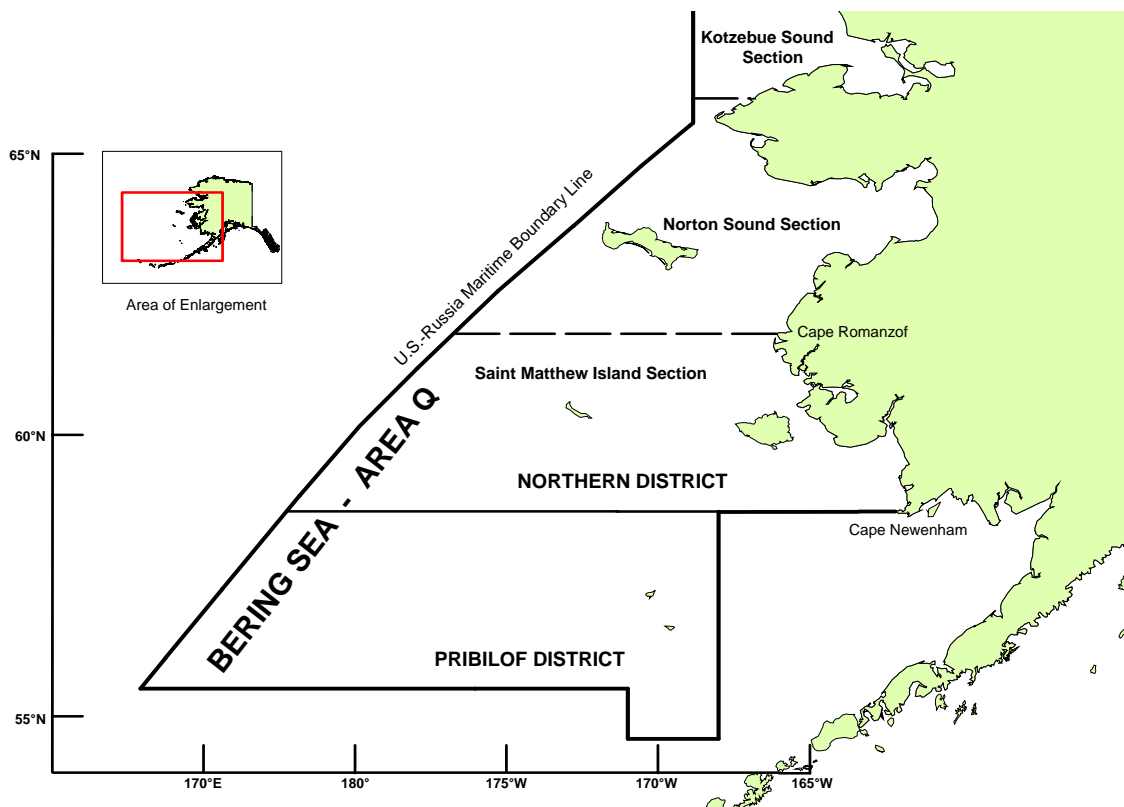 Kotzebue Sound
Section
65°N
Norton Sound Section
Area of Enlargement
U.S.-Russia Maritime Boundary Line
Cape Romanzof
Saint Matthew Island Section
60°N
BERING SEA - AREA Q
NORTHERN DISTRICT
Cape Newenham
PRIBILOF DISTRICT
55°N
170°E
180°
175°W
170°W
165°W